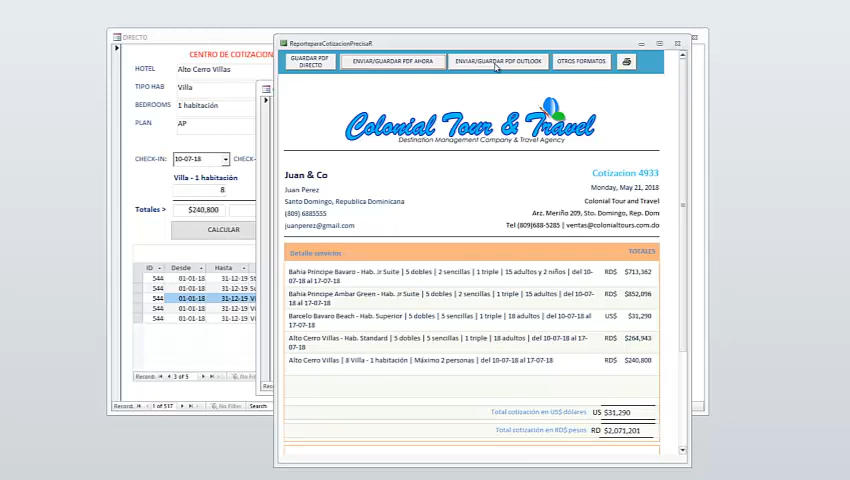 DIRECTO
CENTRO DE COTIZACION
HOTEL Alto Cerro Villas
TIPO HAB Villa
BEDROOMS 1 habitación
PLAN AP
CHECK-IN: 10-07-18 CHECK-
Villa - 1 habitación
8
Totales > $240,800
CALCULAR
ID Desde Hasta
544 01-01-18 31-12-19
544 01-01-18 31-12-19
544 01-01-18 31-12-19
544 01-01-18 31-12-19
544 01-01-18 31-12-19
Record: 3 of 5 No Filter
Record: 1 of 517 No Filter Search
ReporteparaCotizacionPrecisaR
GUARDAR PDF DIRECTO
ENVIAR/GUARDAR PDF AHORA
ENVIAR/GUARDAR PDF OUTLOOK
OTROS FORMATOS
Colonial Tour & Travel
Destination Management Company & Travel Agency
Juan & Co
Juan Perez
Santo Domingo, Republica Dominicana
(809) 6885555
juanperez@gmail.com
Cotizacion 4933
Monday, May 21, 2018
Colonial Tour and Travel
Arz. Meriño 209, Sto. Domingo, Rep. Dom
Tel (809)688-5285 | ventas@colonialtours.com.do
Detalle servicios TOTALES
Bahia Principe Bavaro - Hab. Jr Suite | 5 dobles | 2 sencillas | 1 triple | 15 adultos y 2 niños | del 10- RD$ $713,362
07-18 al 17-07-18
Bahia Principe Ambar Green - Hab. Jr Suite | 5 dobles | 2 sencillas | 1 triple | 15 adultos | del 10-07- RD$ $852,096
18 al 17-07-18
Barcelo Bavaro Beach - Hab. Superior | 5 dobles | 5 sencillas | 1 triple | 18 adultos | del 10-07-18 al US$ $31,290
17-07-18
Alto Cerro Villas - Hab. Standard | 5 dobles | 5 sencillas | 1 triple | 18 adultos | del 10-07-18 al 17- RD$ $264,943
07-18
Alto Cerro Villas | 8 Villa - 1 habitación | Máximo 2 personas | del 10-07-18 al 17-07-18 RD$ $240,800
Total cotización en US$ dólares US $31,290
Total cotización en RD$ pesos RD $2,071,201